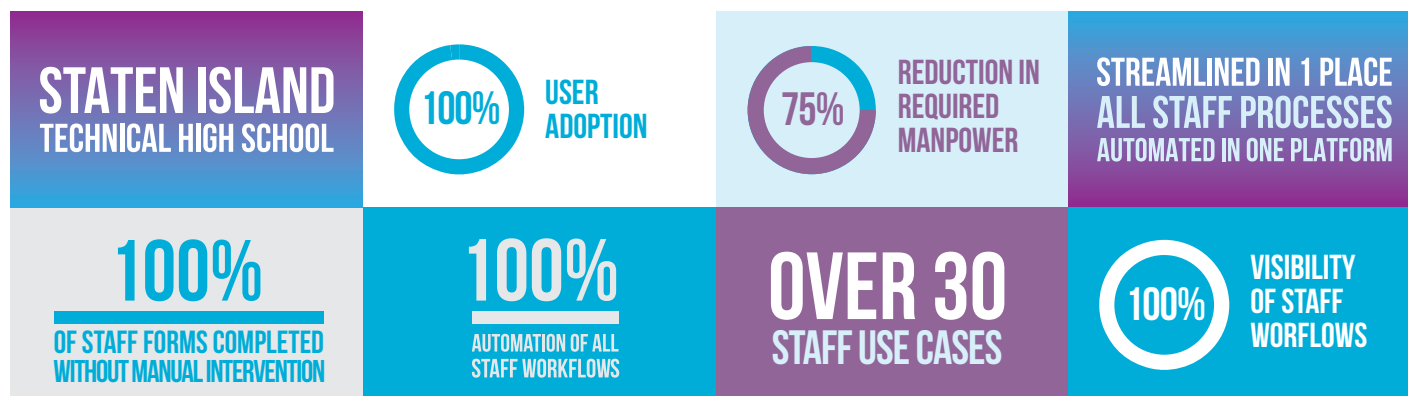 STATEN ISLAND
TECHNICAL HIGH SCHOOL
100%
USER
ADOPTION
75%
REDUCTION IN
REQUIRED
MANPOWER
STREAMLINED IN 1 PLACE
ALL STAFF PROCESSES
AUTOMATED IN ONE PLATFORM
100%
OF STAFF FORMS COMPLETED
WITHOUT MANUAL INTERVENTION
100%
AUTOMATION OF ALL
STAFF WORKFLOWS
OVER 30
STAFF USE CASES
100%
VISIBILITY
OF STAFF
WORFLOWS